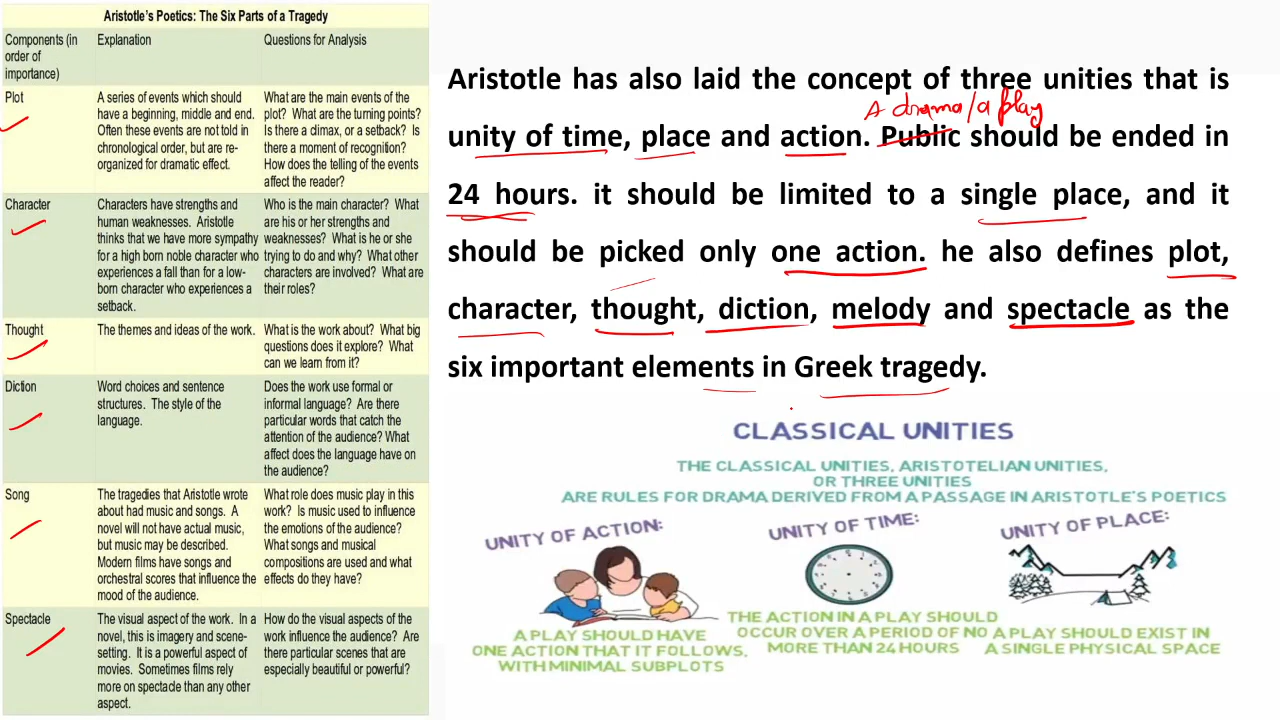 Aristotle's Poetics: The Six Parts of a Tragedy
Components (in
order of
importance)
Explanation
Questions for Analysis
Plot
A series of events which should
have a beginning, middle and end.
Often these events are not told in
chronological order, but are re-
organized for dramatic effect.
What are the main events of the
plot? What are the turning points?
Is there a dimax, or a setback? Is
there a moment of recognition?
How does the telling of the events
affect the reader?
Character
Characters have strengths and
human weaknesses. Aristotle
thinks that we have more sympathy
for a high born noble character who
experiences a fall than for a low-
born character who experiences a
setback.
Who is the main character? What
are his or her strengths and
weaknesses? What is he or she
trying to do and why? What other
characters are involved? What are
their roles?
Thought
The themes and ideas of the work.
What is the work about? What big
questions does it explore? What
can we learn from it?
Diction
Word choices and sentence
structures. The style of the
language.
Does the work use formal or
informal language? Are there
particular words that catch the
attention of the audience? What
affect does the language have on
the audience?
Song
The tragedies that Aristotle wrote
about had music and songs. A
novel will not have actual music,
but music may be described.
Modern films have songs and
orchestral scores that influence the
mood of the audience.
What role does music play in this
work? Is music used to influence
the emotions of the audience?
What songs and musical
compositions are used and what
effects do they have?
Spectacle
The visual aspect of the work. In a
novel, this is imagery and scene-
setting. It is a powerful aspect of
movies. Sometimes films rely
more on spectacle than any other
aspect.
How do the visual aspects of the
work influence the audience? Are
there particular scenes that are
especially beautiful or powerful?
Aristotle has also laid the concept of three unities that is
A drama/a play
unity of time, place and action. Public should be ended in
24 hours. it should be limited to a single place, and it
should be picked only one action. he also defines plot,
character, thought, diction, melody and spectacle as the
six important elements in Greek tragedy.
CLASSICAL UNITIES
THE CLASSICAL UNITIES, ARISTOTELIAN UNITIES,
OR THREE UNITIES
ARE RULES FOR DRAMA DERIVED FROM A PASSAGE IN ARISTOTLE'S POETICS
UNITY OF ACTION:
A PLAY SHOULD HAVE
ONE ACTION THAT IT FOLLOWS,
WITH MINIMAL SUBPLOTS
UNITY OF TIME:
THE ACTION IN A PLAY SHOULD
OCCUR OVER A PERIOD OF NO
MORE THAN 24 HOURS
UNITY OF PLACE:
A PLAY SHOULD EXIST IN
A SINGLE PHYSICAL SPACE